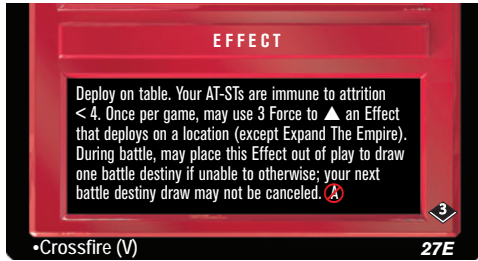 EFFECT
Deploy on table. Your AT-STs are immune to attrition
< 4. Once per game, may use 3 Force to ▲ an Effect
that deploys on a location (except Expand The Empire).
During battle, may place this Effect out of play to draw
one battle destiny if unable to otherwise; your next
battle destiny draw may not be canceled. A
3
•Crossfire (V) 27E